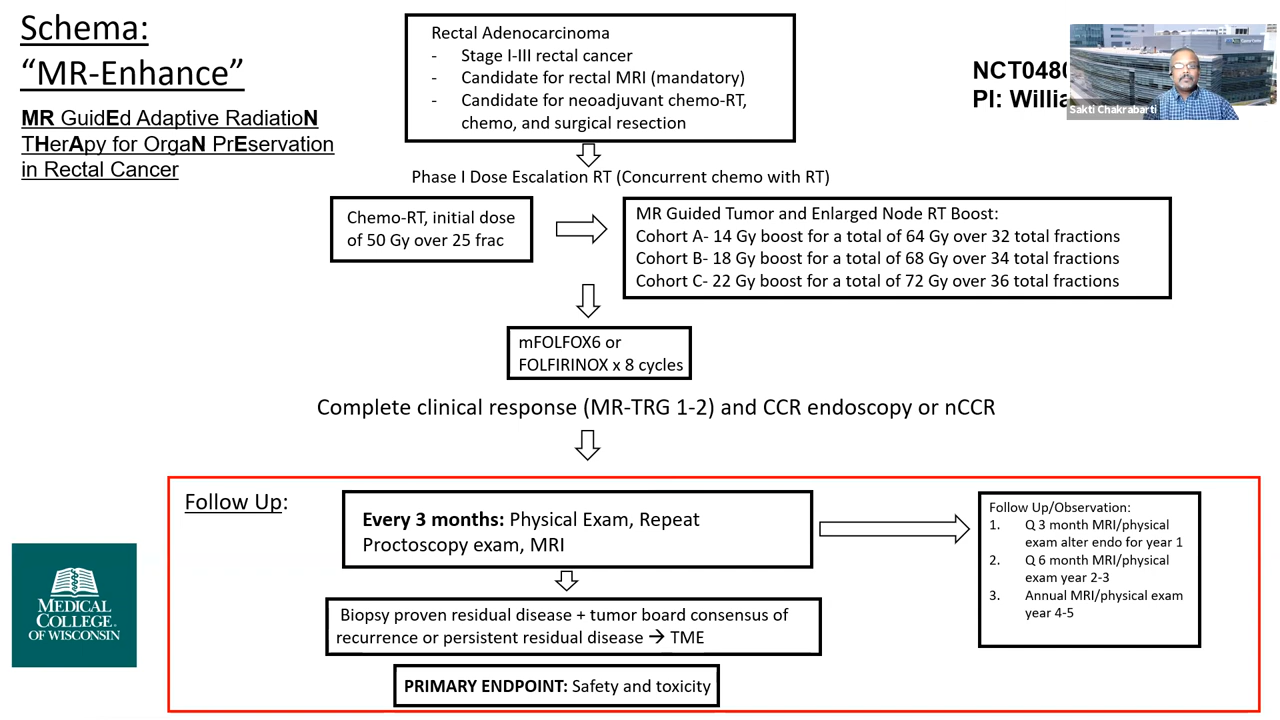 Schema:
“MR-Enhance”
MR GuidEd Adaptive RadiatioN
THerApy for OrgaN PrEservation
in Rectal Cancer
Rectal Adenocarcinoma
- Stage I-III rectal cancer
- Candidate for rectal MRI (mandatory)
- Candidate for neoadjuvant chemo-RT,
chemo, and surgical resection
NCT048
PI: Willia
Sakti Chakrabarti
Phase I Dose Escalation RT (Concurrent chemo with RT)
Chemo-RT, initial dose
of 50 Gy over 25 frac
MR Guided Tumor and Enlarged Node RT Boost:
Cohort A- 14 Gy boost for a total of 64 Gy over 32 total fractions
Cohort B- 18 Gy boost for a total of 68 Gy over 34 total fractions
Cohort C- 22 Gy boost for a total of 72 Gy over 36 total fractions
mFOLFOX6 or
FOLFIRINOX x 8 cycles
Complete clinical response (MR-TRG 1-2) and CCR endoscopy or nCCR
Follow Up:
Every 3 months: Physical Exam, Repeat
Proctoscopy exam, MRI
Follow Up/Observation:
1. Q 3 month MRI/physical
exam alter endo for year 1
2. Q 6 month MRI/physical
exam year 2-3
3. Annual MRI/physical exam
year 4-5
Biopsy proven residual disease + tumor board consensus of
recurrence or persistent residual disease → TME
PRIMARY ENDPOINT: Safety and toxicity
MEDICAL
COLLEGE
OF WISCONSIN